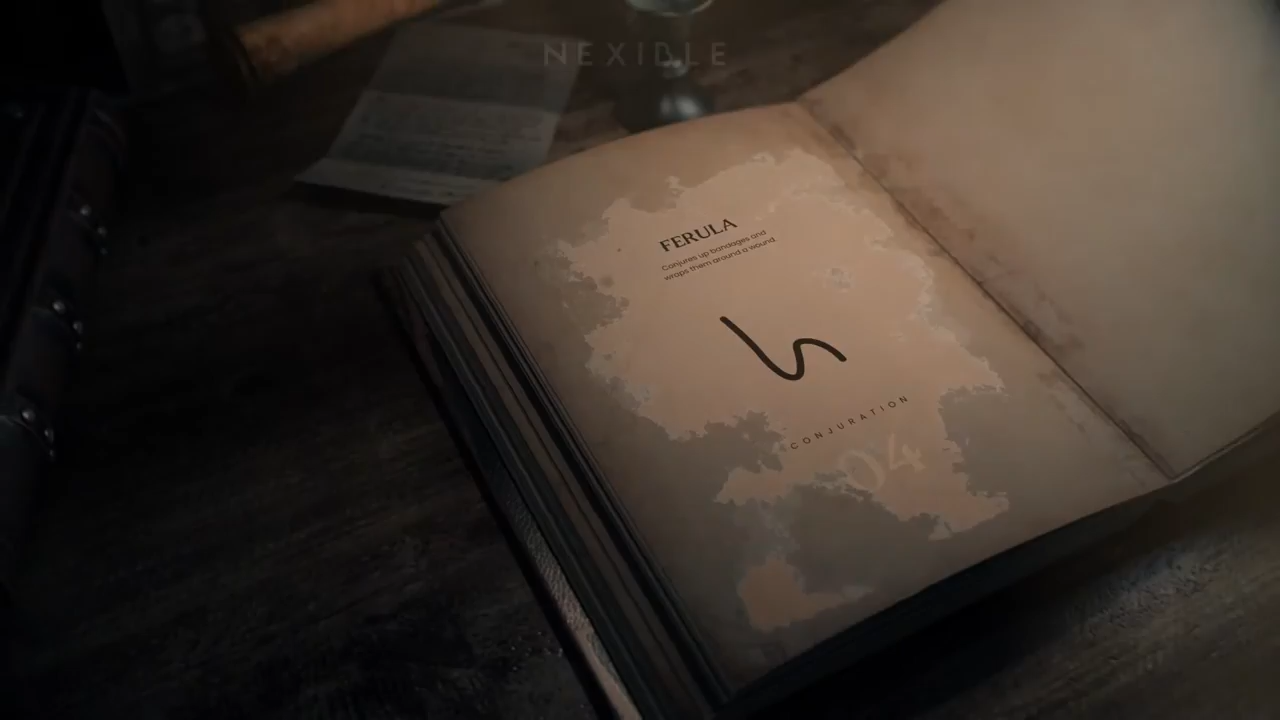 NEXIBLE
FERULA
Conjures up bandages and
wraps them around a wound.
CONJURATION
04